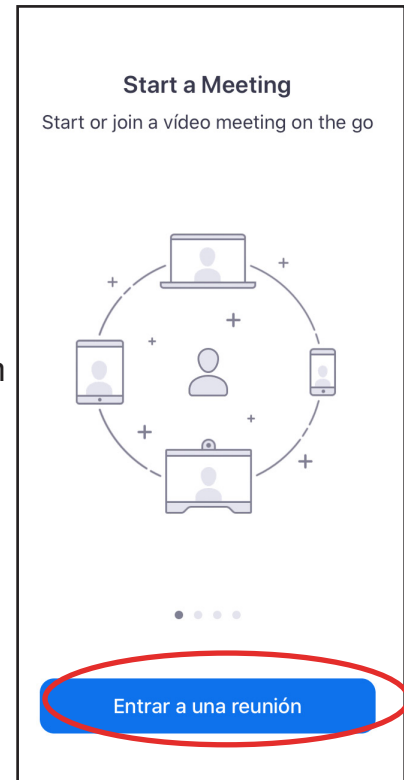 Start a Meeting
Start or join a vídeo meeting on the go
Entrar a una reunión